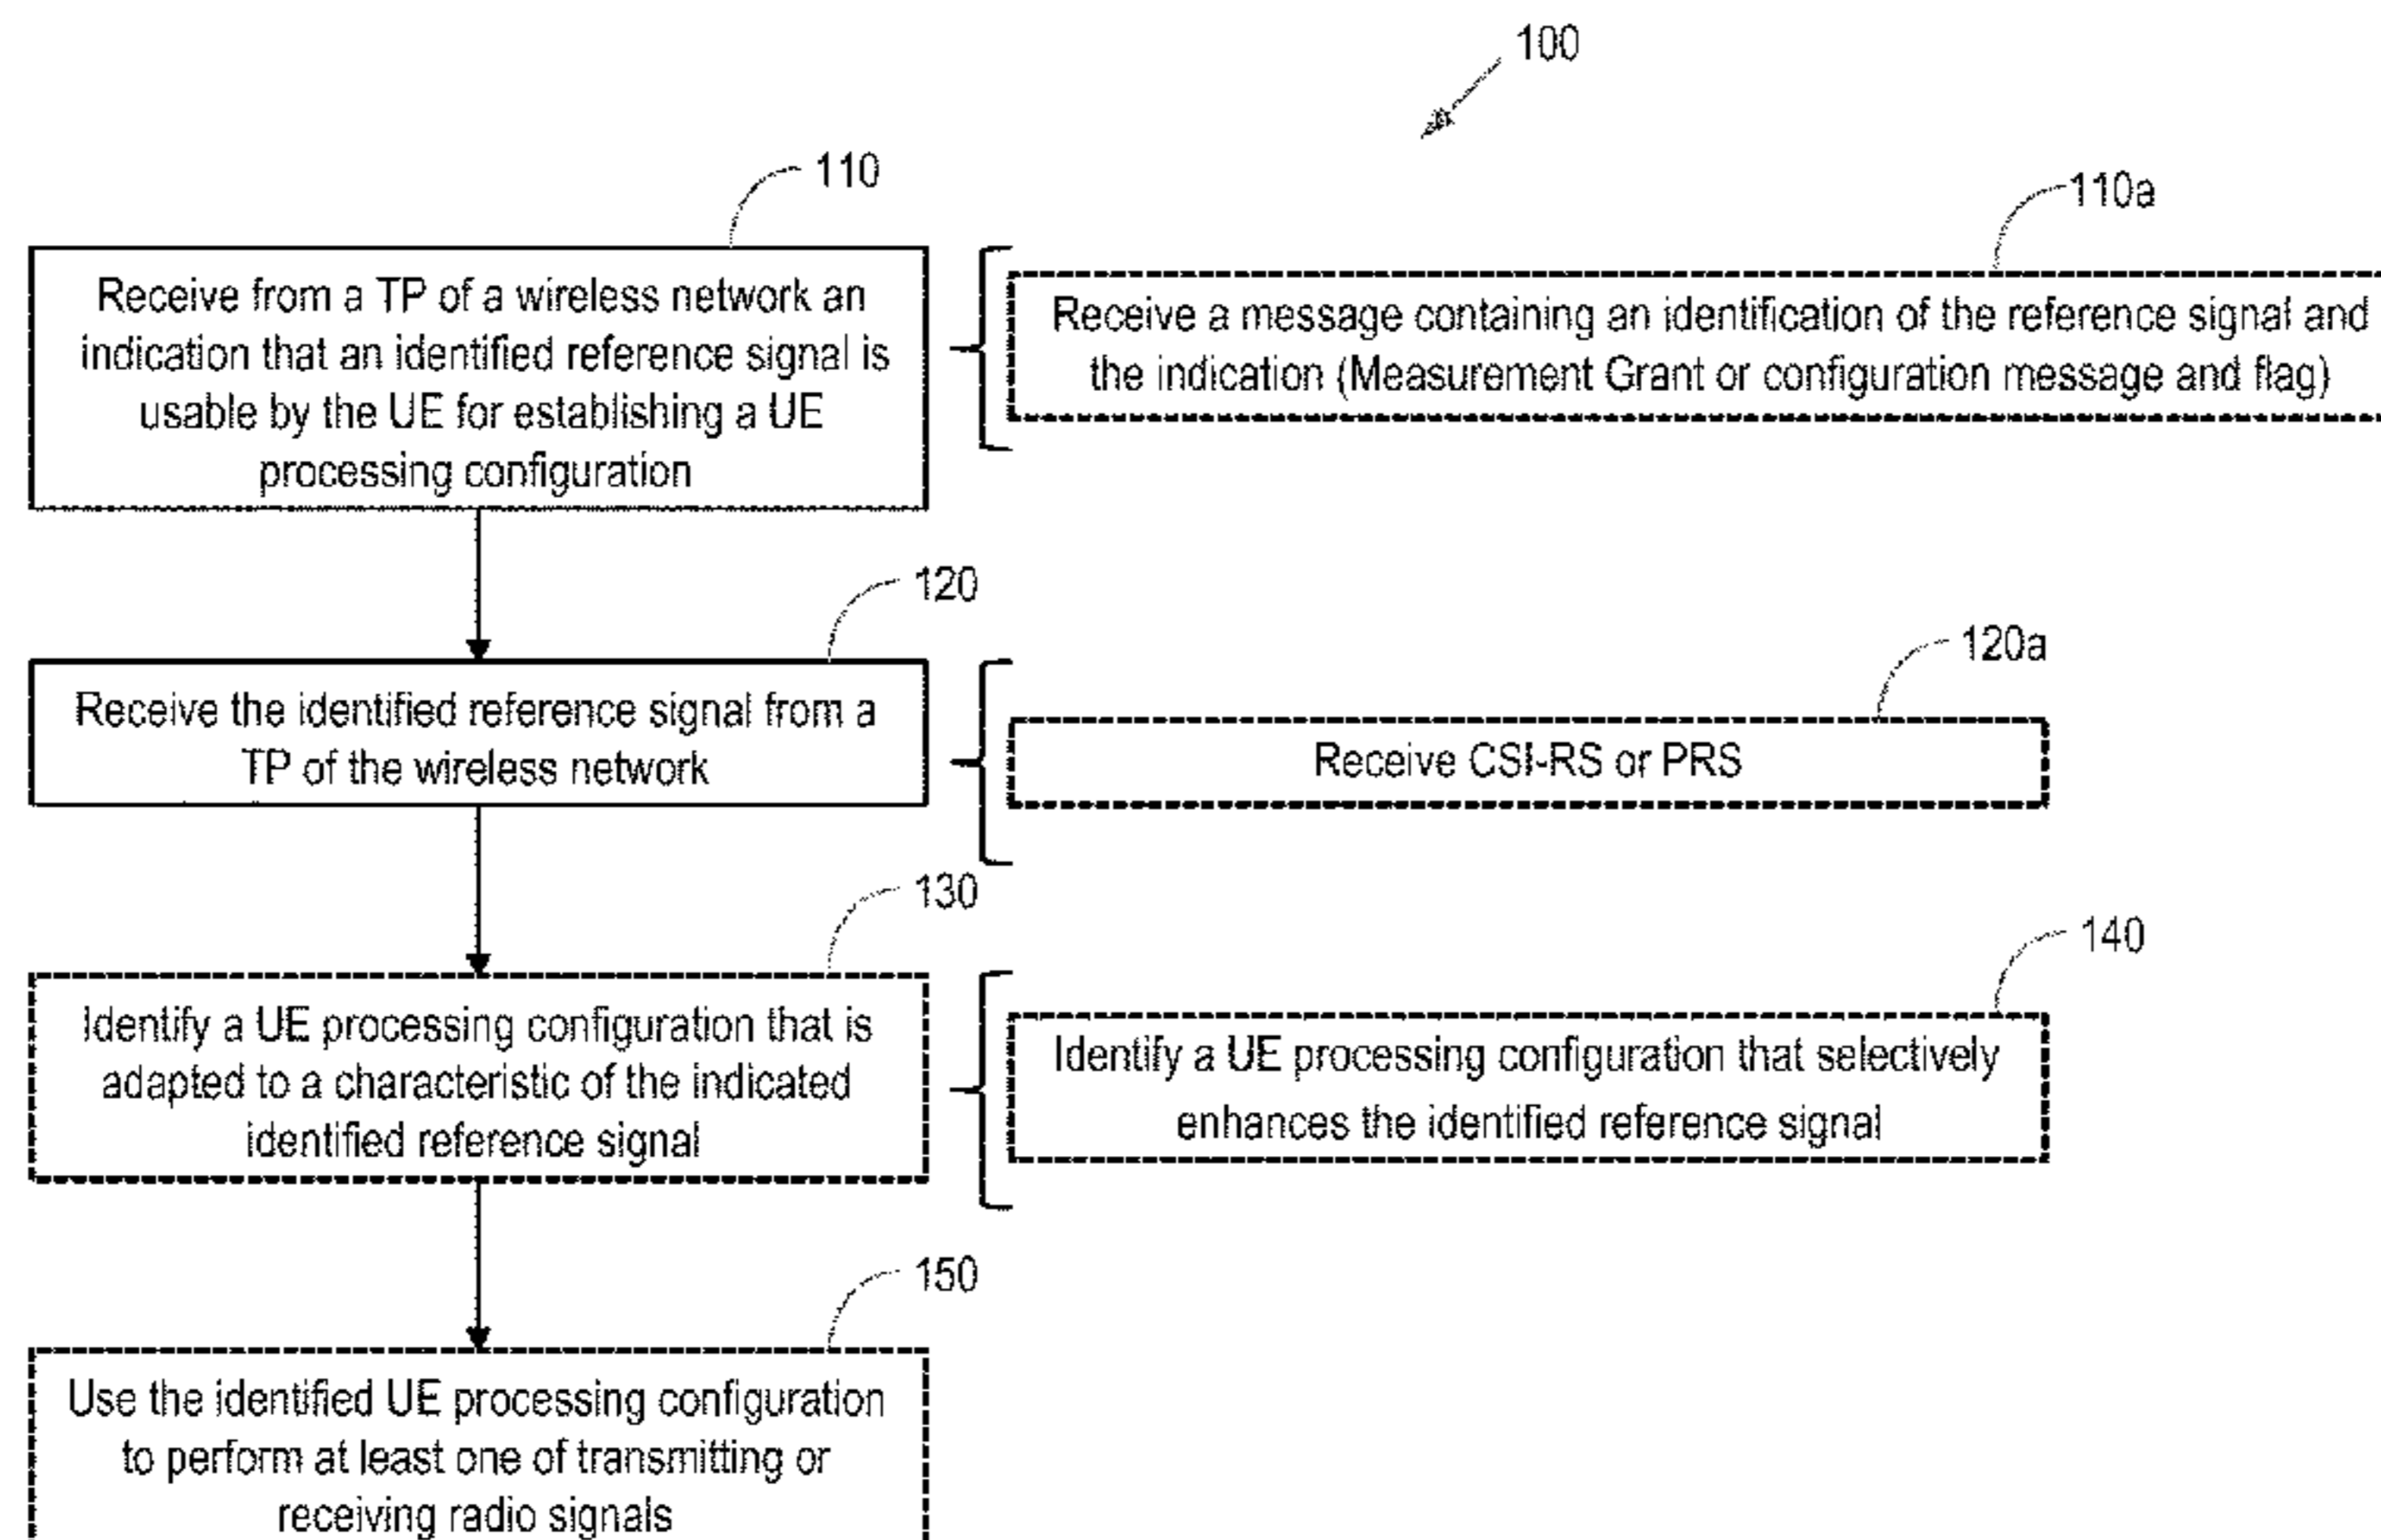 100
110
110a
Receive from a TP of a wireless network an
indication that an identified reference signal is
usable by the UE for establishing a UE
processing configuration
Receive a message containing an identification of the reference signal and
the indication (Measurement Grant or configuration message and flag)
120
120a
Receive the identified reference signal from a
TP of the wireless network
Receive CSI-RS or PRS
130
140
Identify a UE processing configuration that is
adapted to a characteristic of the indicated
identified reference signal
Identify a UE processing configuration that selectively
enhances the identified reference signal
150
Use the identified UE processing configuration
to perform at least one of transmitting or
receiving radio signals